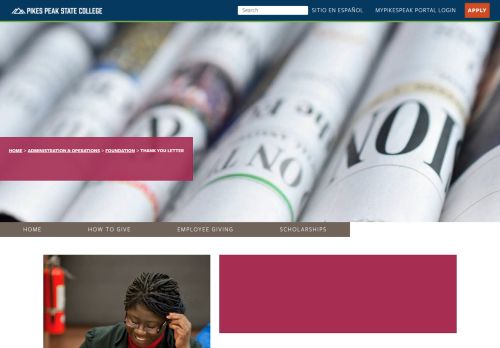 PIKES PEAK STATE COLLEGE
Search
SITIO EN ESPAÑOL
MYPIKESPEAK PORTAL LOGIN
APPLY
HOME > ADMINISTRATION & OPERATIONS > FOUNDATION > THANK YOU LETTER
HOME
HOW TO GIVE
EMPLOYEE GIVING
SCHOLARSHIPS